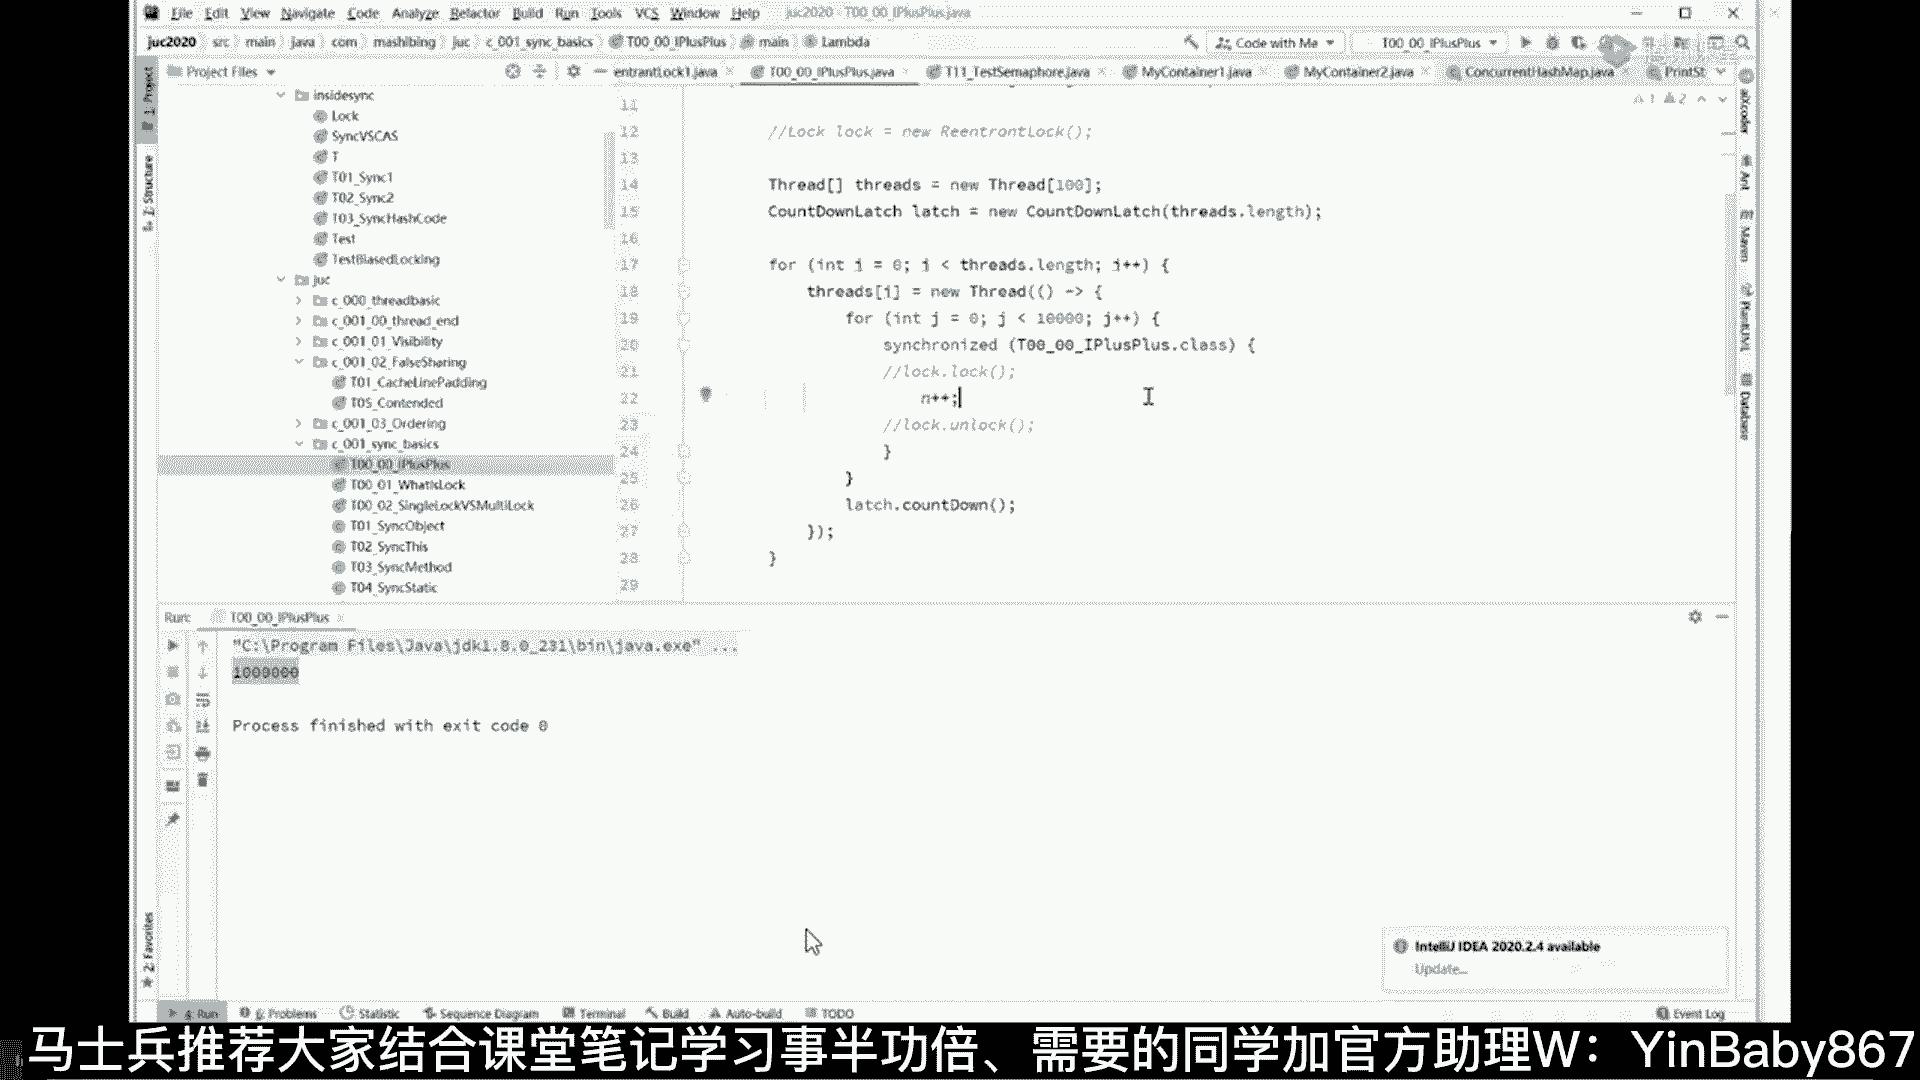 File Edit View Navigate Code Analyze Refactor Build Run Tools VCS Window Help juc2020 - T00_00_IPlusPlus.java
juc2020 src main java com mashibing juc c_001_sync_basics T00_00_IPlusPlus main Lambda Code with Me T00_00_IPlusPlus
Project Files entrantLock1.java T00_00_IPlusPlus.java T11_TestSemaphore.java MyContainer1.java MyContainer2.java ConcurrentHashMap.java PrintSt
1: Project
Z: Structure
2: Favorites
insidesync
Lock
SyncVSCAS
T
T01_Sync1
T02_Sync2
T03_SyncHashCode
Test
TestBiasedLocking
juc
c_000_threadbasic
c_001_00_thread_end
c_001_01_Visibility
c_001_02_FalseSharing
T01_CacheLinePadding
T05_Contended
c_001_03_Ordering
c_001_sync_basics
T00_00_IPlusPlus
T00_01_WhatIsLock
T00_02_SingleLockVSMultiLock
T01_SyncObject
T02_SyncThis
T03_SyncMethod
T04_SyncStatic
11
12 //Lock lock = new ReentrantLock();
13
14 Thread[] threads = new Thread[100];
15 CountDownLatch latch = new CountDownLatch(threads.length);
16
17 for (int i = 0; i < threads.length; i++) {
18 threads[i] = new Thread(() -> {
19 for (int j = 0; j < 10000; j++) {
20 synchronized (T00_00_IPlusPlus.class) {
21 //lock.lock();
22 n++;
23 //lock.unlock();
24 }
25 }
26 latch.countDown();
27 });
28 }
29
1 2
aiXcoder
Ant
Maven
PlantUML
Database
Run: T00_00_IPlusPlus
"C:\Program Files\Java\jdk1.8.0_231\bin\java.exe" ...
1000000
Process finished with exit code 0
IntelliJ IDEA 2020.2.4 available
Update...
4: Run 6: Problems Statistic Sequence Diagram Terminal Build Auto-build TODO Event Log
马士兵推荐大家结合课堂笔记学习事半功倍、需要的同学加官方助理W：YinBaby867